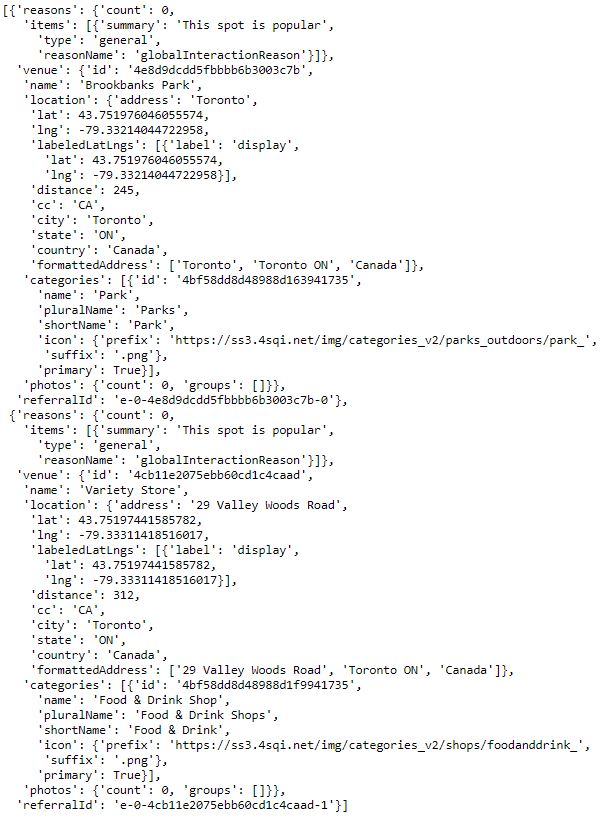 [{'reasons': {'count': 0,
'items': [{'summary': 'This spot is popular',
'type': 'general',
'reasonName': 'globalInteractionReason'}]},
'venue': {'id': '4e8d9dcdd5fbbbb6b3003c7b',
'name': 'Brookbanks Park',
'location': {'address': 'Toronto',
'lat': 43.751976046055574,
'lng': -79.33214044722958,
'labeledLatLngs': [{'label': 'display',
'lat': 43.751976046055574,
'lng': -79.33214044722958}],
'distance': 245,
'cc': 'CA',
'city': 'Toronto',
'state': 'ON',
'country': 'Canada',
'formattedAddress': ['Toronto', 'Toronto ON', 'Canada']},
'categories': [{'id': '4bf58dd8d48988d163941735',
'name': 'Park',
'pluralName': 'Parks',
'shortName': 'Park',
'icon': {'prefix': 'https://ss3.4sqi.net/img/categories_v2/parks_outdoors/park_',
'suffix': '.png'},
'primary': True}],
'photos': {'count': 0, 'groups': []}},
'referralId': 'e-0-4e8d9dcdd5fbbbb6b3003c7b-0'},
{'reasons': {'count': 0,
'items': [{'summary': 'This spot is popular',
'type': 'general',
'reasonName': 'globalInteractionReason'}]},
'venue': {'id': '4cb11e2075ebb60cd1c4caad',
'name': 'Variety Store',
'location': {'address': '29 Valley Woods Road',
'lat': 43.75197441585782,
'lng': -79.33311418516017,
'labeledLatLngs': [{'label': 'display',
'lat': 43.75197441585782,
'lng': -79.33311418516017}],
'distance': 312,
'cc': 'CA',
'city': 'Toronto',
'state': 'ON',
'country': 'Canada',
'formattedAddress': ['29 Valley Woods Road', 'Toronto ON', 'Canada']},
'categories': [{'id': '4bf58dd8d48988d1f9941735',
'name': 'Food & Drink Shop',
'pluralName': 'Food & Drink Shops',
'shortName': 'Food & Drink',
'icon': {'prefix': 'https://ss3.4sqi.net/img/categories_v2/shops/foodanddrink_',
'suffix': '.png'},
'primary': True}],
'photos': {'count': 0, 'groups': []}},
'referralId': 'e-0-4cb11e2075ebb60cd1c4caad-1'}]